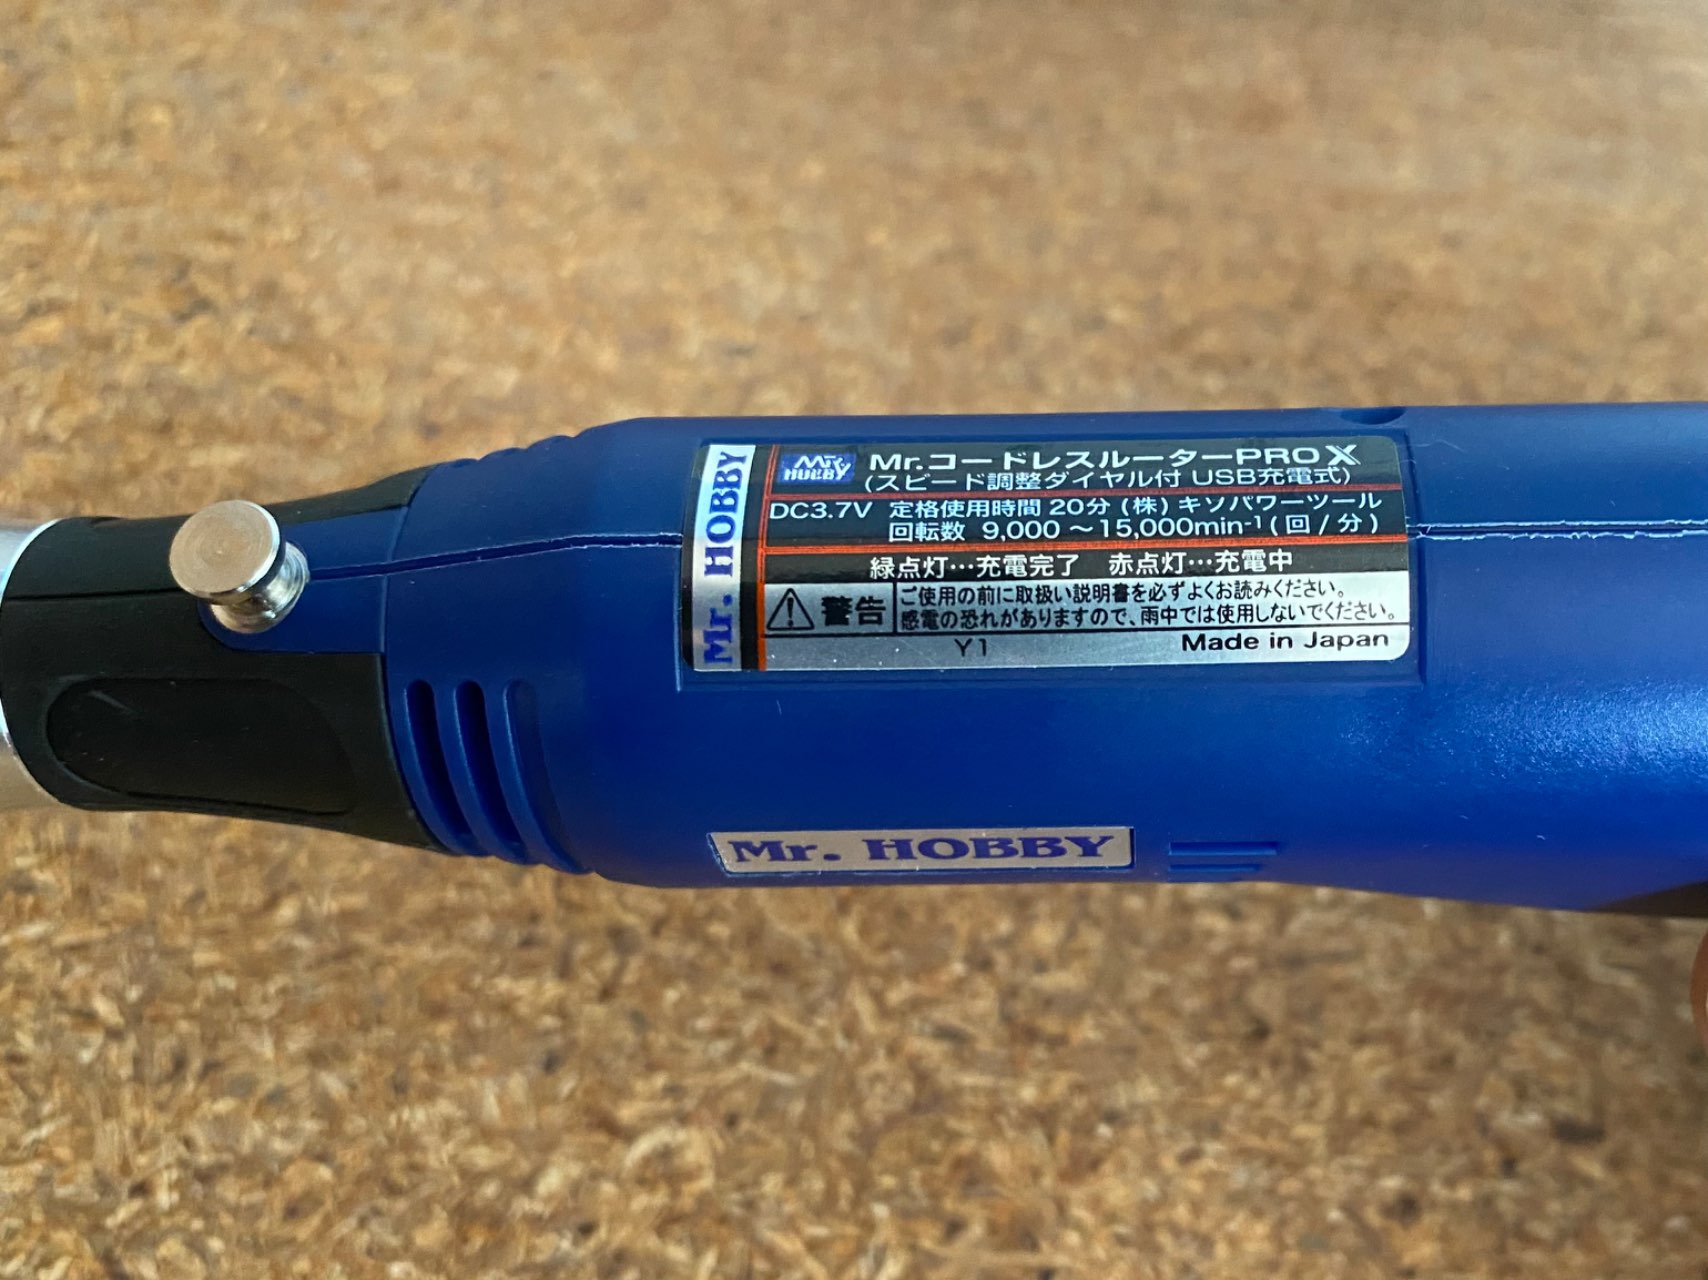 Mr. HOBBY
Mr. HOBBY
Mr.コードレスルーターPRO X
(スピード調整ダイヤル付 USB充電式)
DC3.7V 定格使用時間 20分 (株) キソパワーツール
回転数 9,000 ～15,000min-1 ( 回 / 分 )
緑点灯…充電完了 赤点灯…充電中
警告
ご使用の前に取扱い説明書を必ずよくお読みください。
感電の恐れがありますので、雨中では使用しないでください。
Y1 Made in Japan
Mr. HOBBY